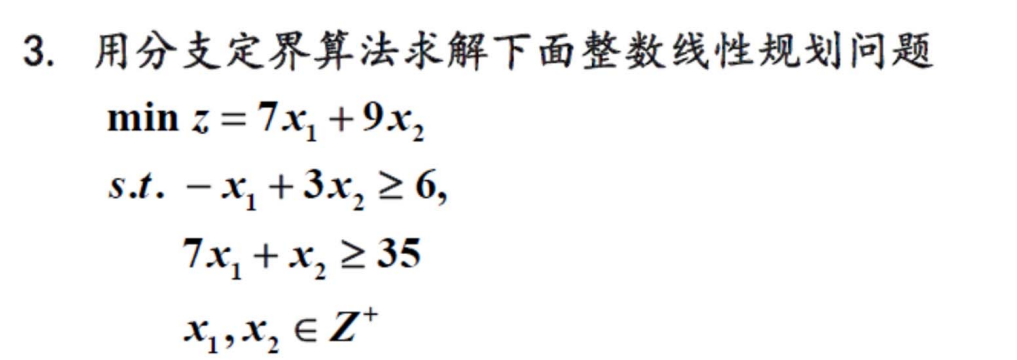 3. 用分支定界算法求解下面整数线性规划问题
min z = 7x₁ + 9x₂
s.t. − x₁ + 3x₂ ≥ 6,
7x₁ + x₂ ≥ 35
x₁, x₂ ∈ Z⁺